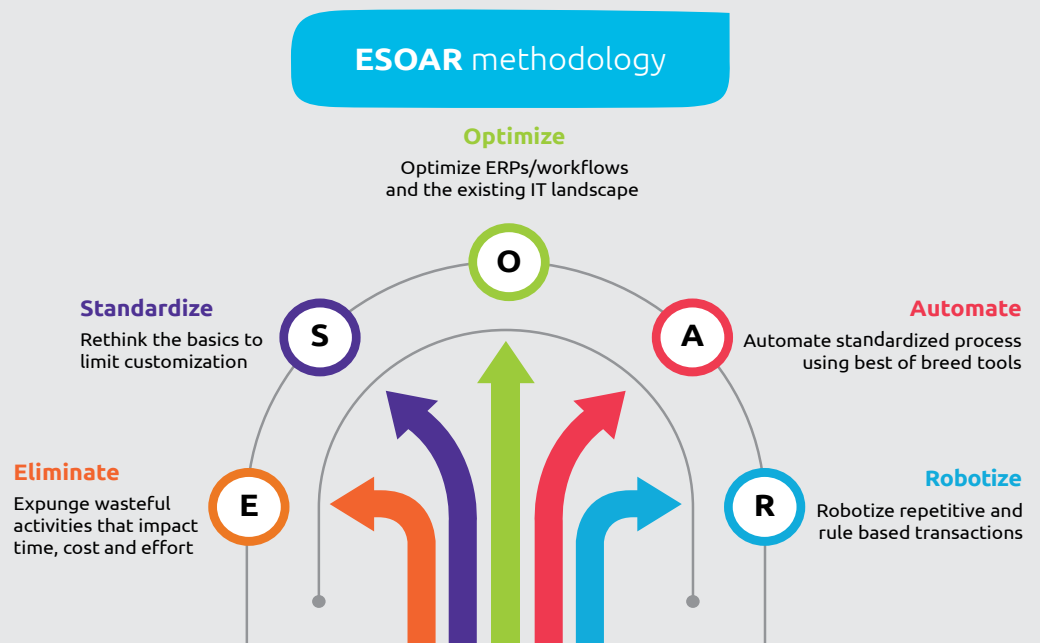 ESOAR methodology
Optimize
Optimize ERPs/workflows
and the existing IT landscape
O
Standardize
Rethink the basics to
limit customization
S
A
Automate
Automate standardized process
using best of breed tools
Eliminate
Expunge wasteful
activities that impact
time, cost and effort
E
R
Robotize
Robotize repetitive and
rule based transactions